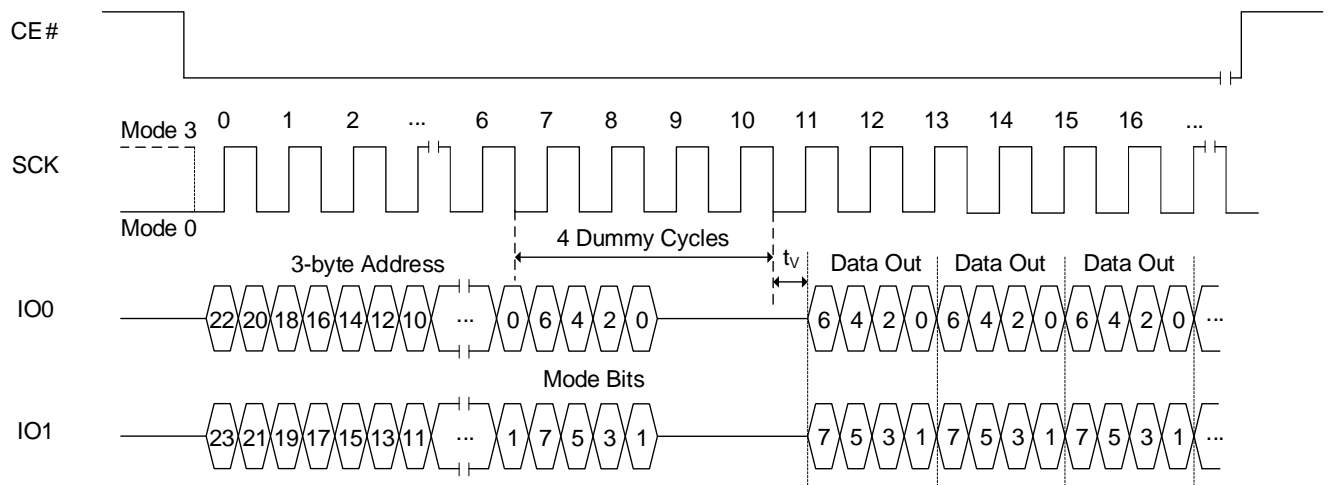 CE#
0 1 2 ... 6 7 8 9 10 11 12 13 14 15 16 ...
Mode 3
SCK
Mode 0
4 Dummy Cycles
3-byte Address
tV
Data Out Data Out Data Out
IO0
22 20 18 16 14 12 10 ... 0 6 4 2 0 6 4 2 0 6 4 2 0 6 4 2 0 ...
Mode Bits
IO1
23 21 19 17 15 13 11 ... 1 7 5 3 1 7 5 3 1 7 5 3 1 7 5 3 1 ...